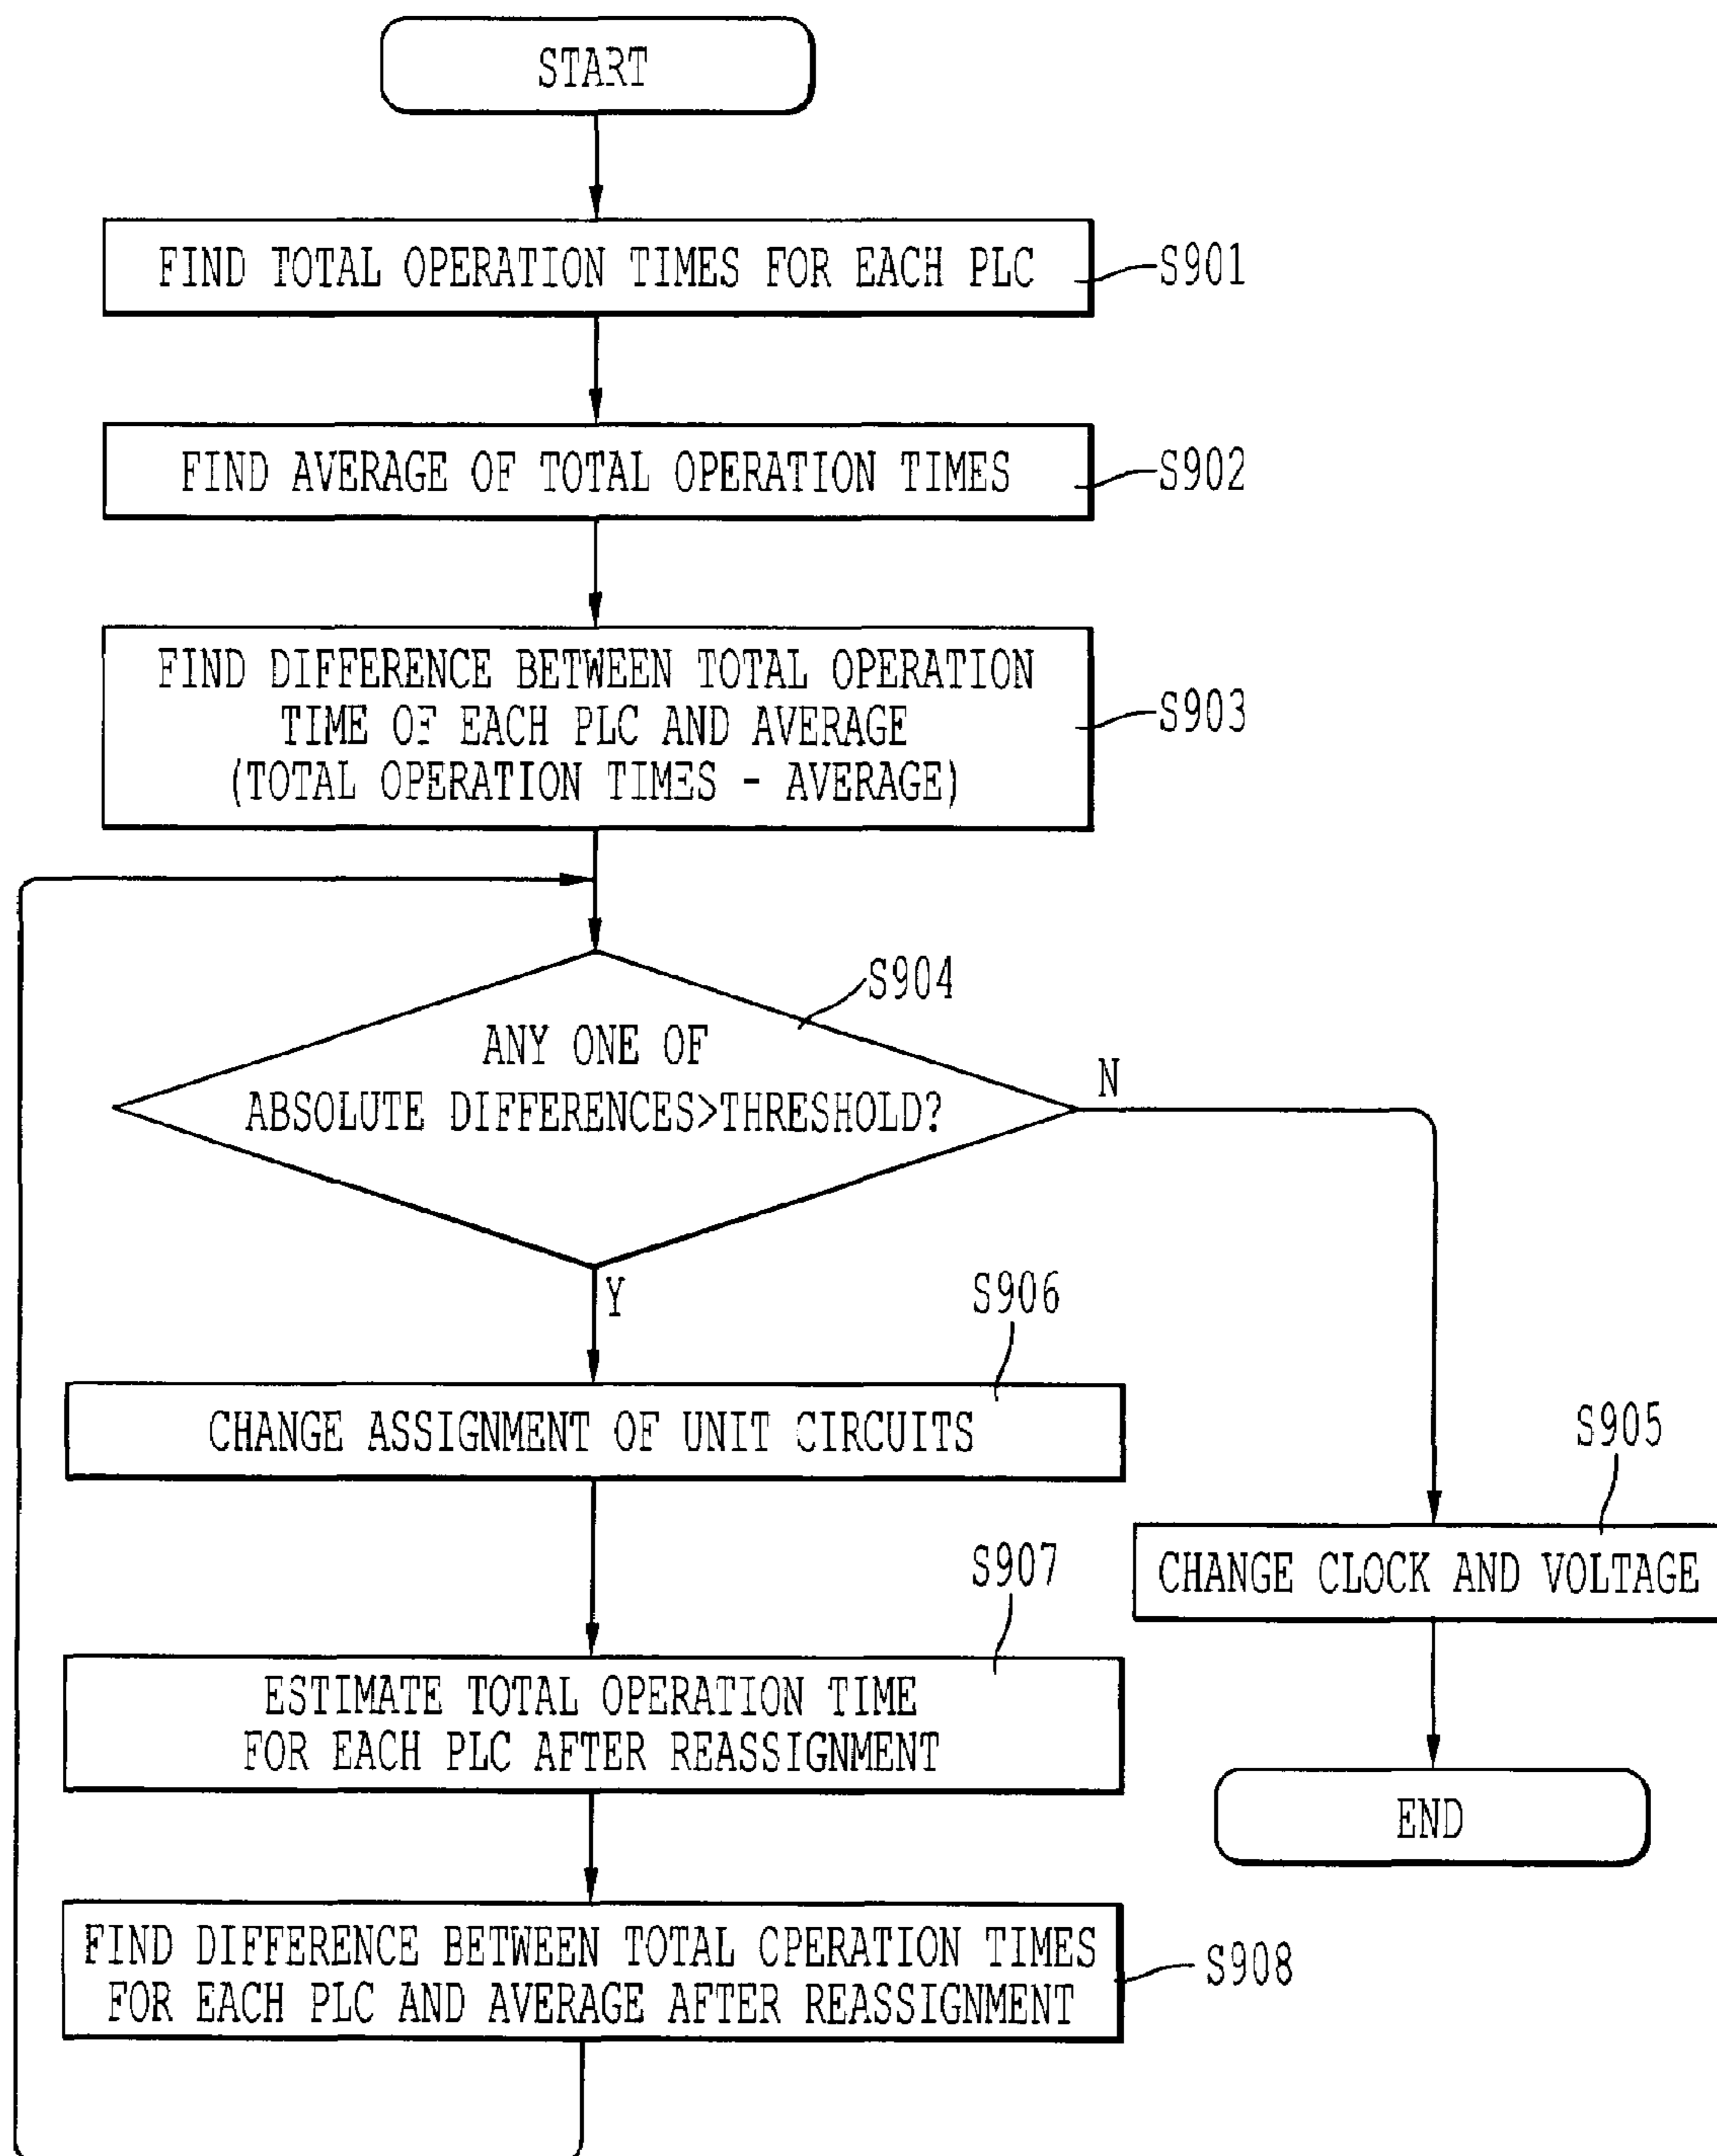 START
FIND TOTAL OPERATION TIMES FOR EACH PLC
S901
FIND AVERAGE OF TOTAL OPERATION TIMES
S902
FIND DIFFERENCE BETWEEN TOTAL OPERATION
TIME OF EACH PLC AND AVERAGE
(TOTAL OPERATION TIMES - AVERAGE)
S903
S904
ANY ONE OF
ABSOLUTE DIFFERENCES>THRESHOLD?
N
Y
S906
CHANGE ASSIGNMENT OF UNIT CIRCUITS
S905
CHANGE CLOCK AND VOLTAGE
S907
ESTIMATE TOTAL OPERATION TIME
FOR EACH PLC AFTER REASSIGNMENT
END
FIND DIFFERENCE BETWEEN TOTAL OPERATION TIMES
FOR EACH PLC AND AVERAGE AFTER REASSIGNMENT
S908